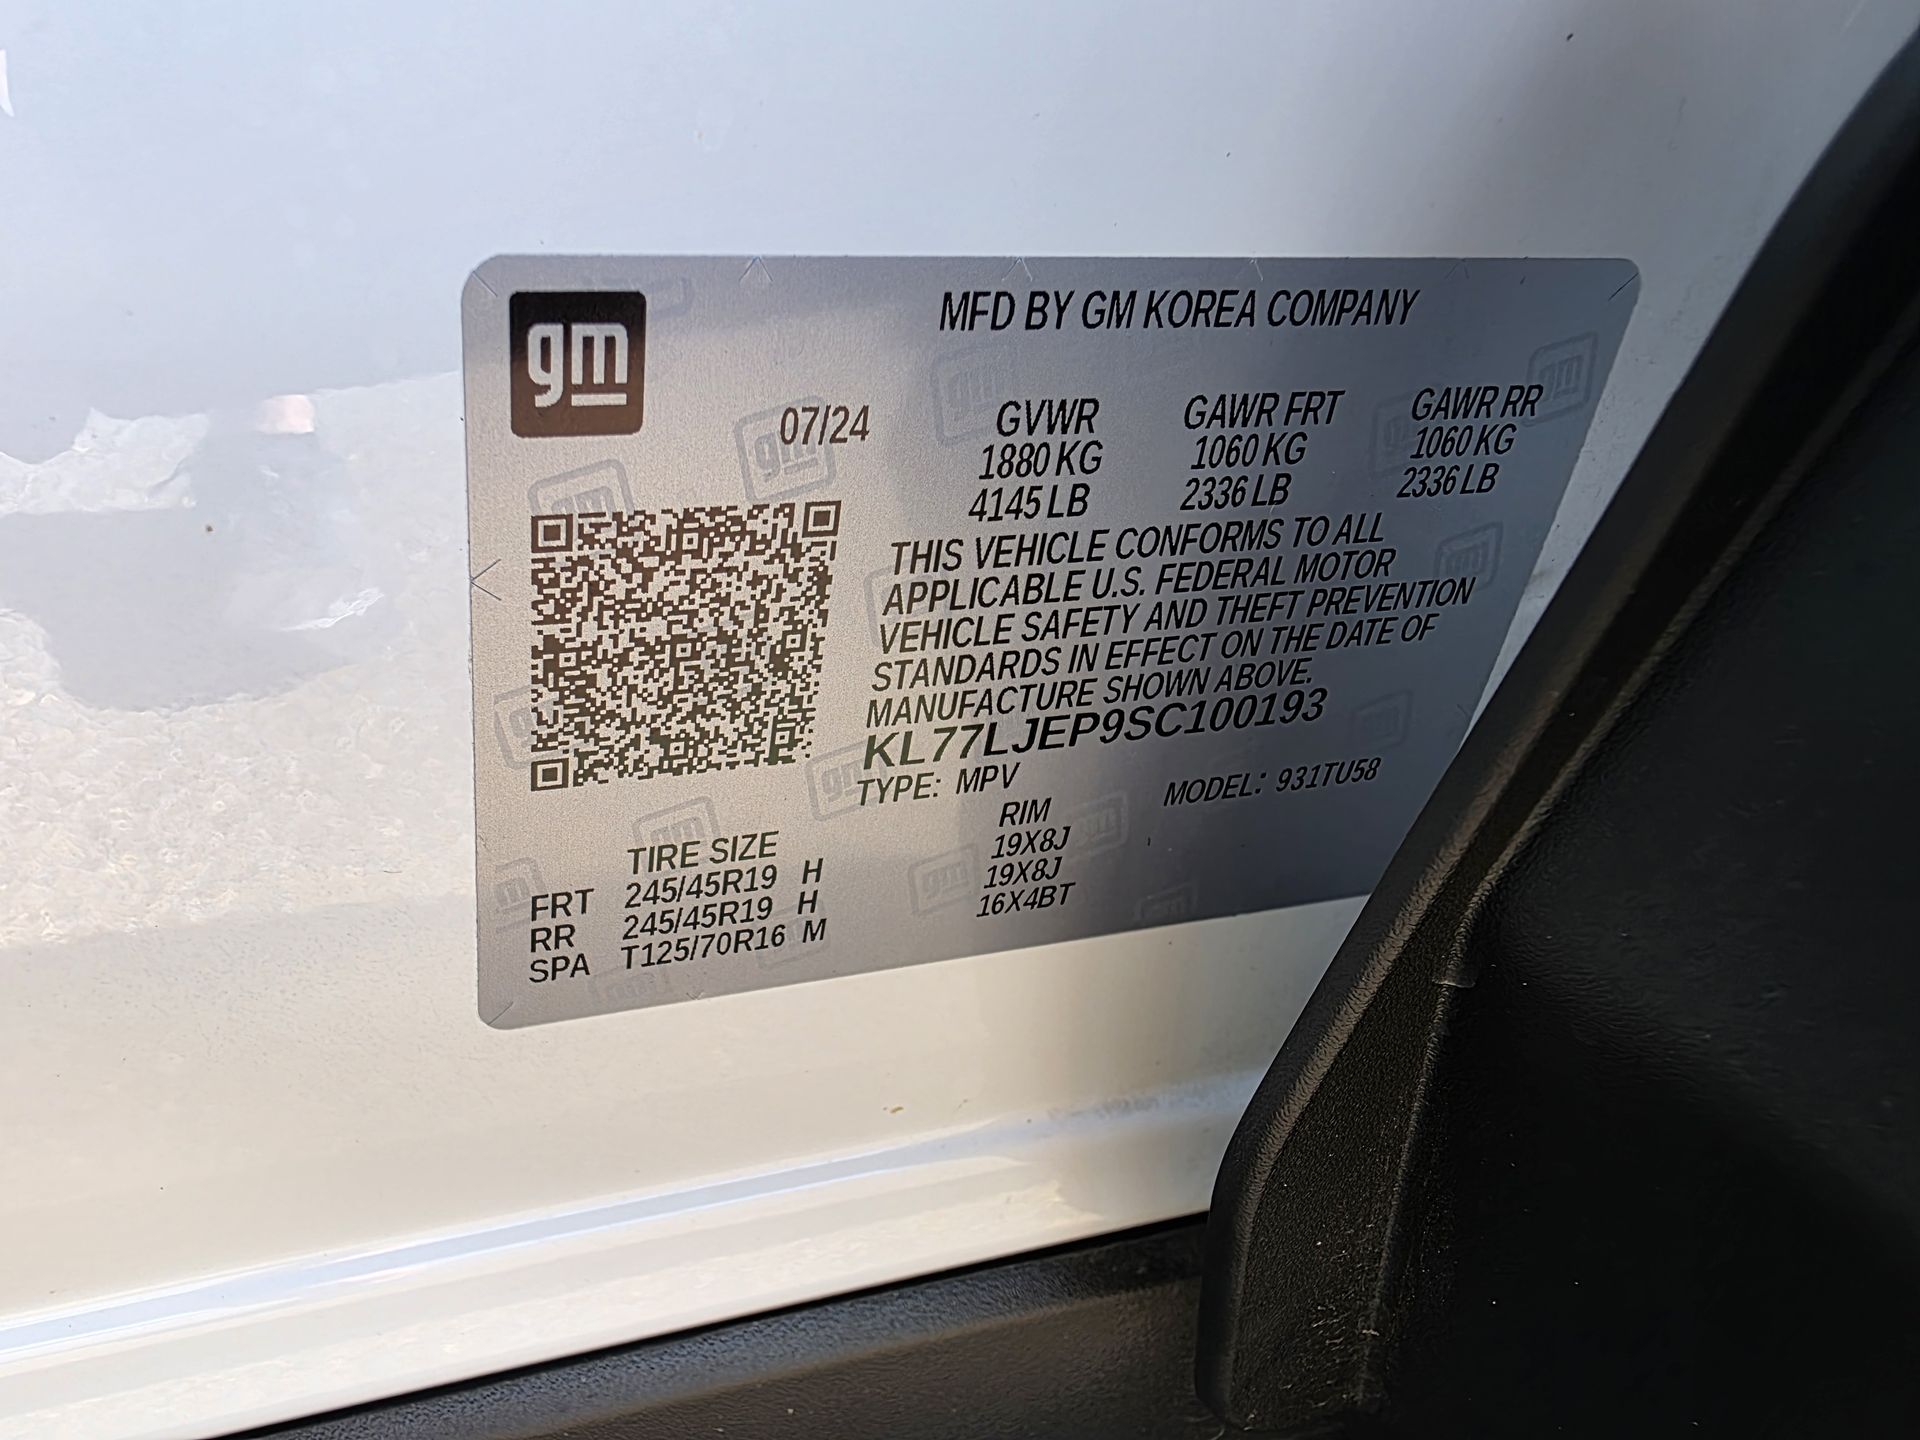 gm
MFD BY GM KOREA COMPANY
07/24
GVWR GAWR FRT GAWR RR
1880 KG 1060 KG 1060 KG
4145 LB 2336 LB 2336 LB
THIS VEHICLE CONFORMS TO ALL
APPLICABLE U.S. FEDERAL MOTOR
VEHICLE SAFETY AND THEFT PREVENTION
STANDARDS IN EFFECT ON THE DATE OF
MANUFACTURE SHOWN ABOVE.
KL77LJEP9SC100193
TYPE: MPV MODEL: 931TU58
TIRE SIZE RIM
FRT 245/45R19 H 19X8J
RR 245/45R19 H 19X8J
SPA T125/70R16 M 16X4BT